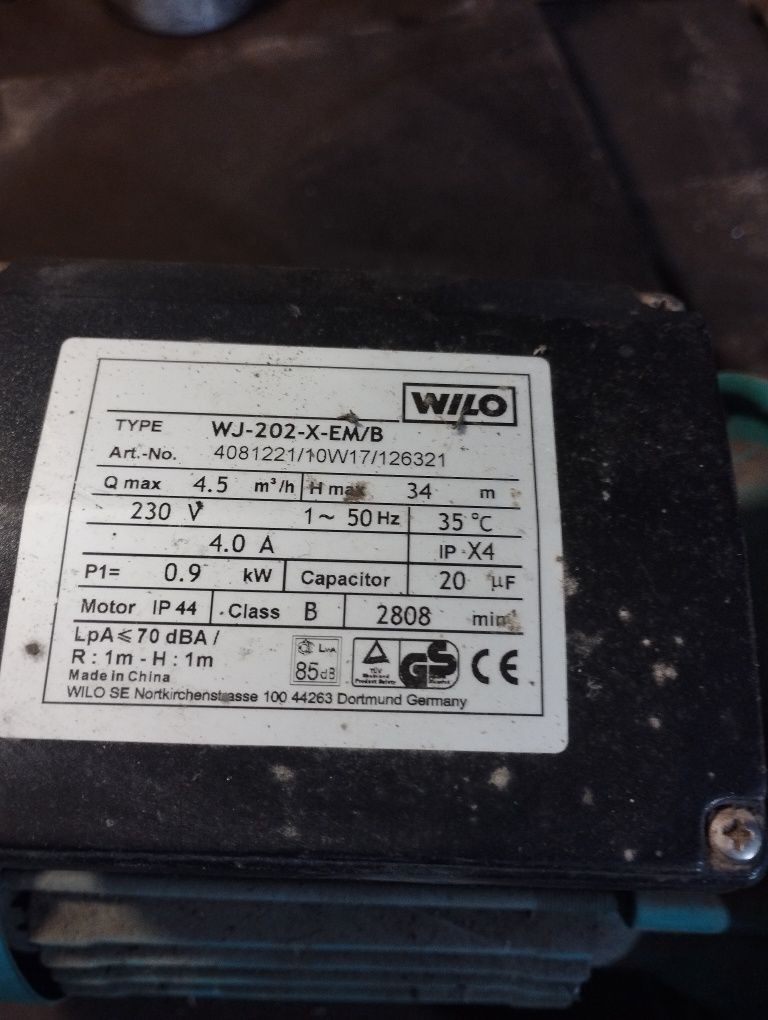 WILO
TYPE WJ-202-X-EM/B
Art.-No. 4081221/10W17/126321
Q max 4.5 m³/h H max 34 m
230 V 1~ 50 Hz 35 °C
4.0 A IP X4
P1= 0.9 kW Capacitor 20 µF
Motor IP 44 Class B 2808 min
LpA≤70 dBA /
R : 1m - H : 1m
Made in China
LWA
85dB
TÜV
Product Safety
GS
CE
WILO SE Nortkirchenstrasse 100 44263 Dortmund Germany